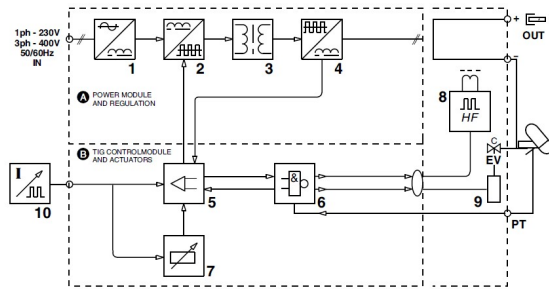 1ph - 230V
3ph - 400V
50/60Hz
IN
1
2
3
4
A POWER MODULE
AND REGULATION
+
OUT
-
8
HF
B TIG CONTROLMODULE
AND ACTUATORS
C
EV
I
10
5
&
6
9
PT
7